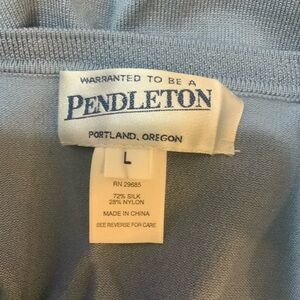 WARRANTED TO BE A
PENDLETON
PORTLAND, OREGON
L
RN 29685
72% SILK
28% NYLON
MADE IN CHINA
SEE REVERSE FOR CARE